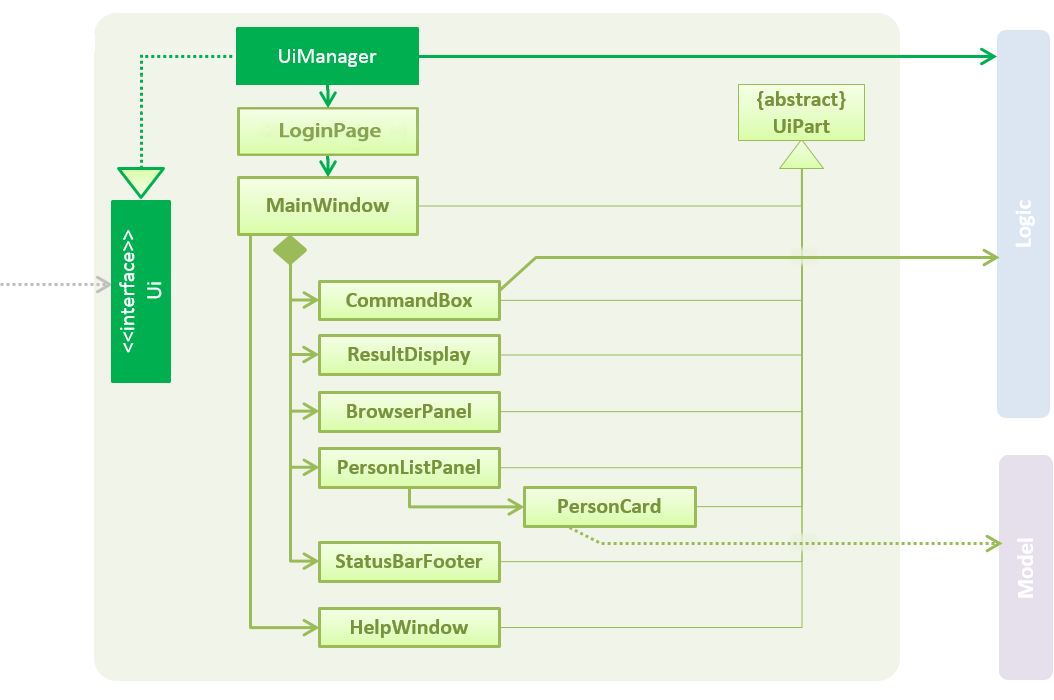 UiManager
{abstract}
UiPart
LoginPage
MainWindow
Logic
<<interface>>
Ui
CommandBox
ResultDisplay
BrowserPanel
PersonListPanel
PersonCard
StatusBarFooter
Model
HelpWindow